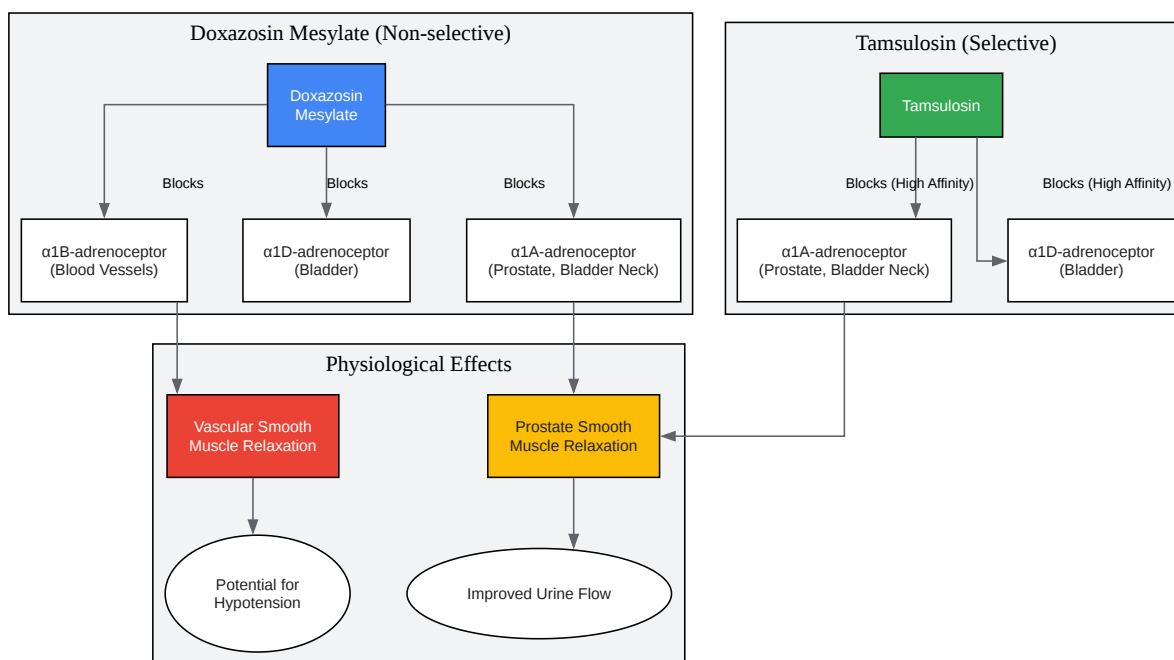 Doxazosin Mesylate (Non-selective)
Doxazosin
Mesylate
Blocks
Blocks
Blocks
α1B-adrenoceptor
(Blood Vessels)
α1D-adrenoceptor
(Bladder)
α1A-adrenoceptor
(Prostate, Bladder Neck)
Tamsulosin (Selective)
Tamsulosin
Blocks (High Affinity)
Blocks (High Affinity)
α1A-adrenoceptor
(Prostate, Bladder Neck)
α1D-adrenoceptor
(Bladder)
Physiological Effects
Vascular Smooth
Muscle Relaxation
Prostate Smooth
Muscle Relaxation
Potential for
Hypotension
Improved Urine Flow